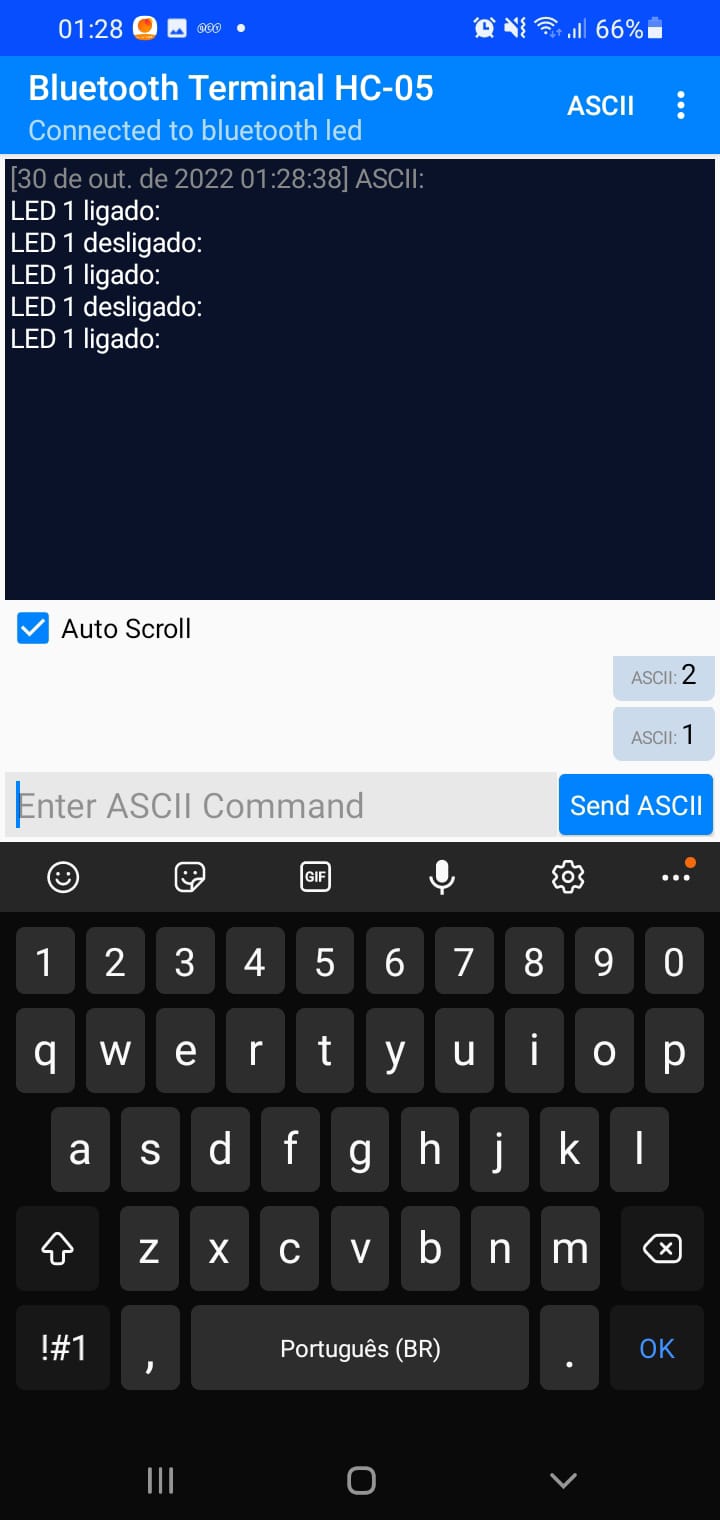 01:28
66%
Bluetooth Terminal HC-05
Connected to bluetooth led
ASCII
[30 de out. de 2022 01:28:38] ASCII:
LED 1 ligado:
LED 1 desligado:
LED 1 ligado:
LED 1 desligado:
LED 1 ligado:
Auto Scroll
ASCII: 2
ASCII: 1
Enter ASCII Command
Send ASCII
GIF
1 2 3 4 5 6 7 8 9 0
q w e r t y u i o p
a s d f g h j k l
z x c v b n m
!#1 , Português (BR) . OK